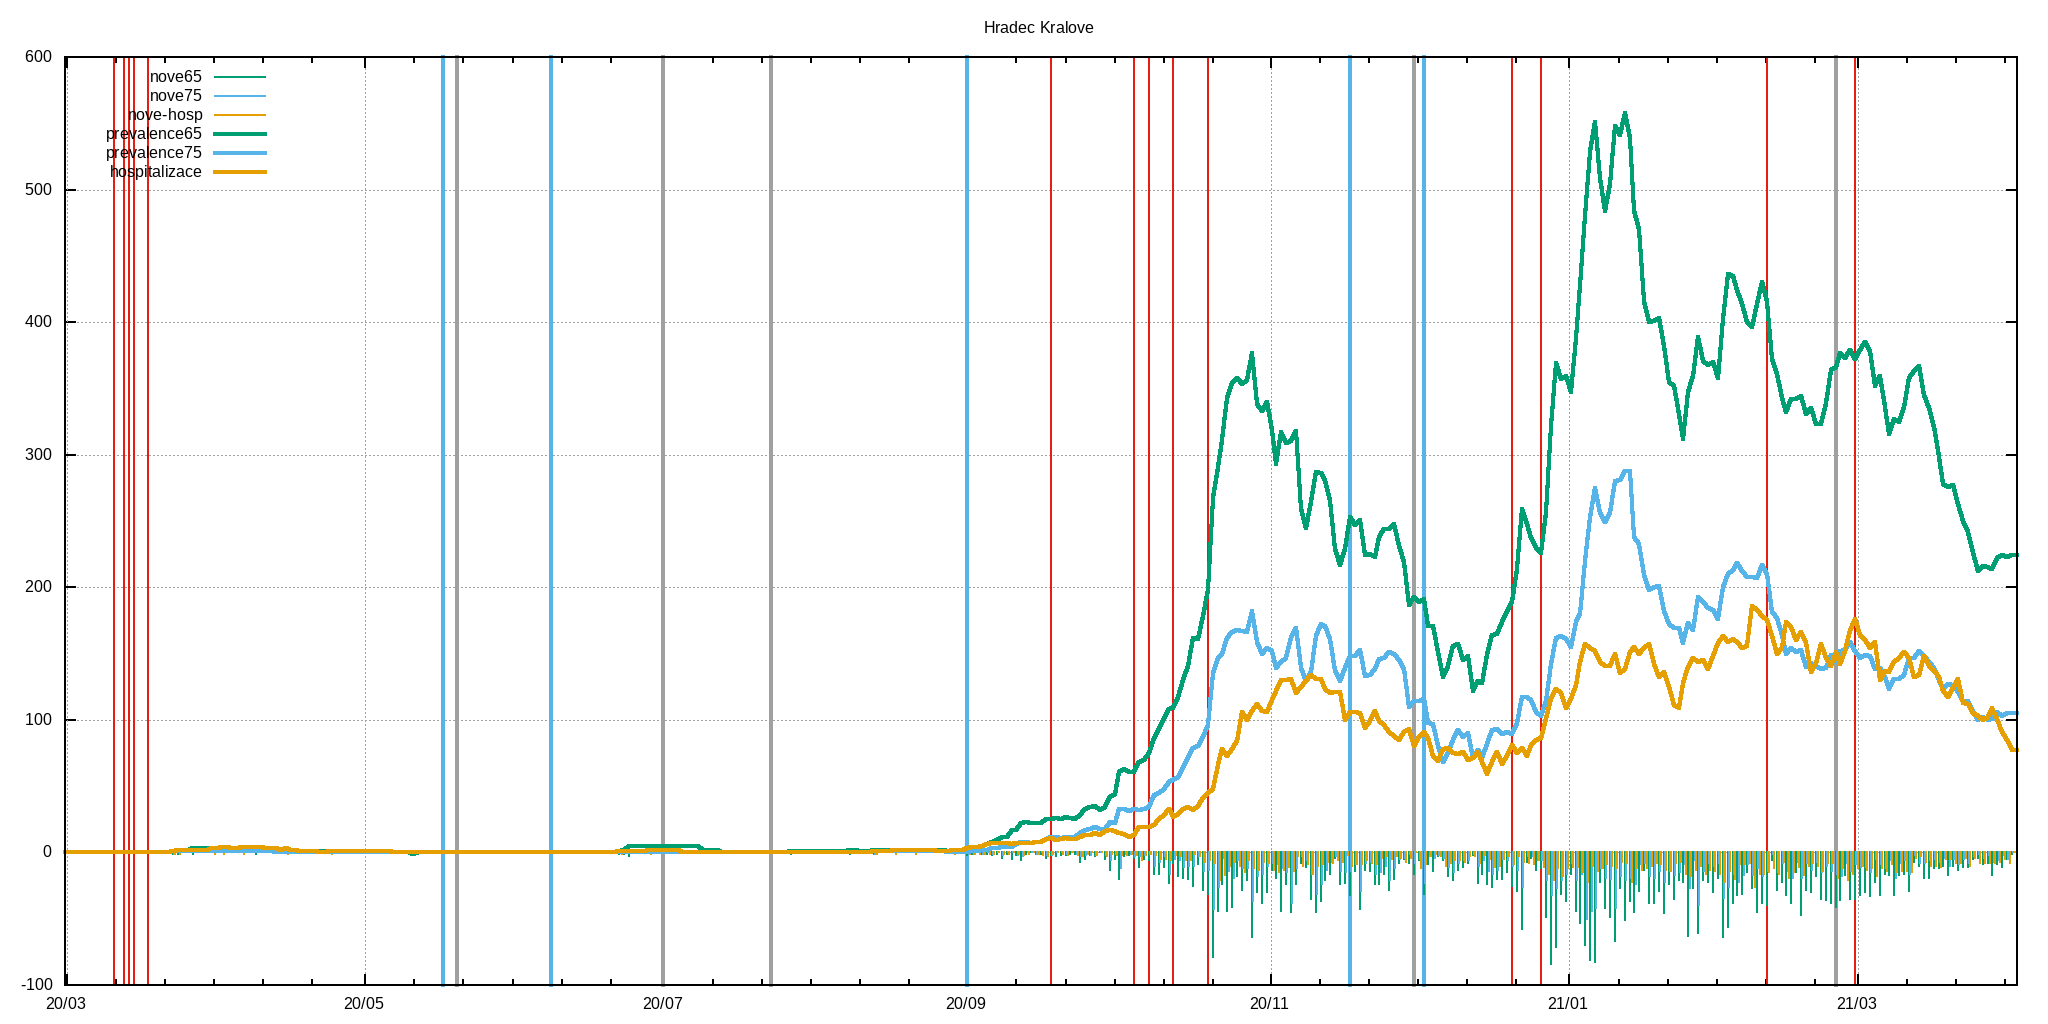 Hradec Kralove
600
nove65
nove75
nove-hosp
prevalence65
prevalence75
hospitalizace
500
400
300
200
100
0
-100
20/03 20/05 20/07 20/09 20/11 21/01 21/03